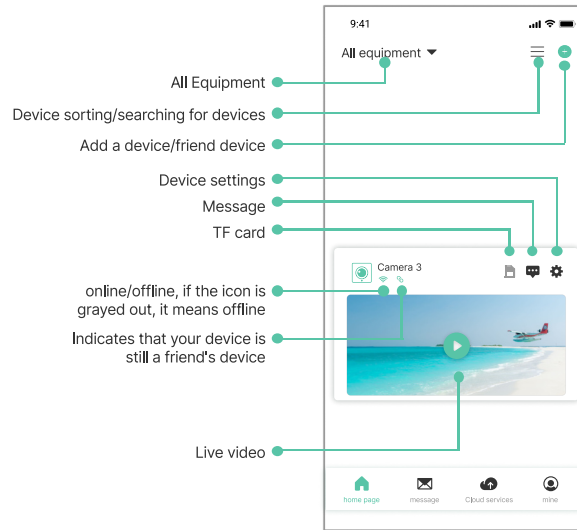 9:41
All equipment
All Equipment
Device sorting/searching for devices
Add a device/friend device
Device settings
Message
TF card
Camera 3
online/offline, if the icon is
grayed out, it means offline
Indicates that your device is
still a friend's device
Live video
home page
message
Cloud services
mine